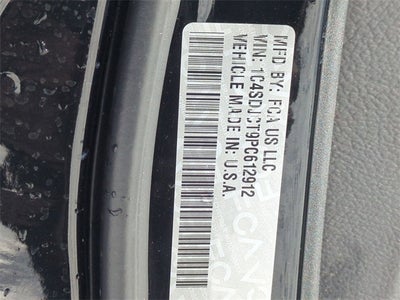 MFD BY: FCA US LLC
VIN: 1C4SDJCT9PC612912
VEHICLE MADE IN: U.S.A.